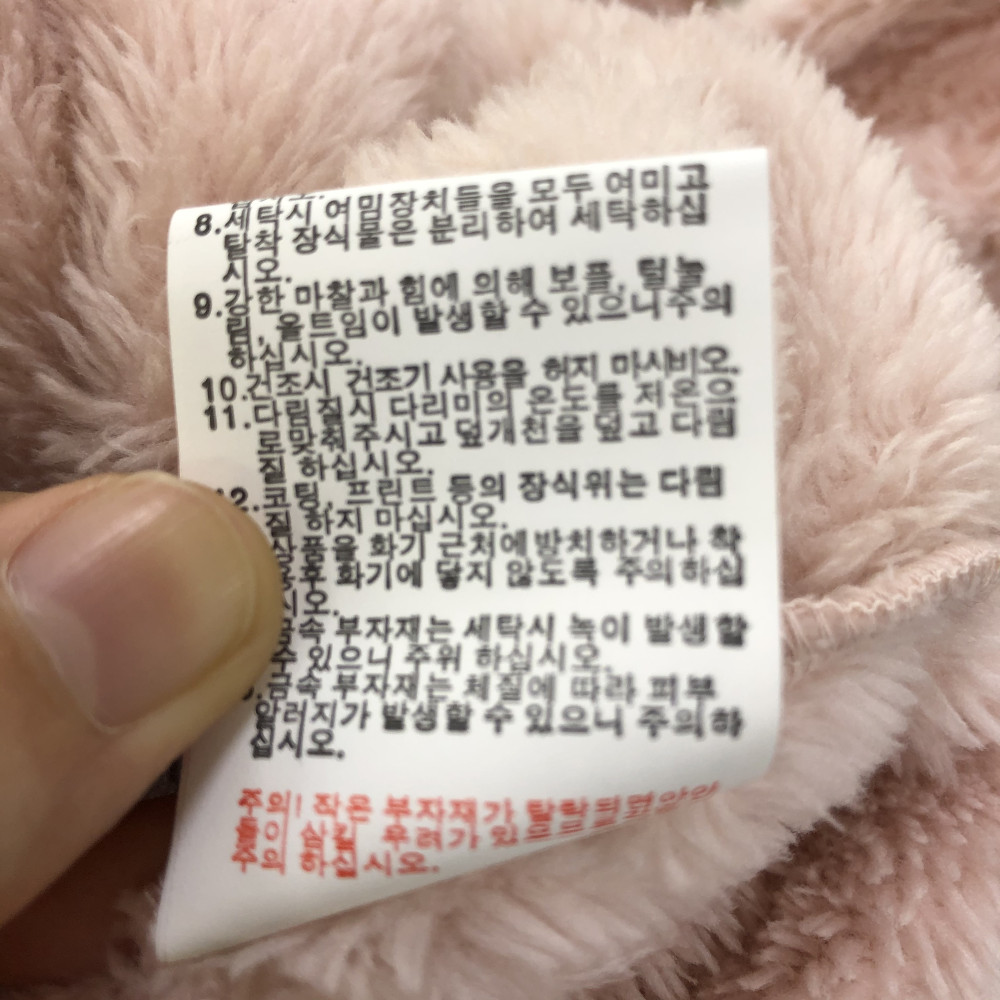 8.세탁시 여밈장치들을 모두 여미고
탈착 장식물은 분리하여 세탁하십
시오.
9.강한 마찰과 힘에 의해 보플, 털눌
림, 올트임이 발생할 수 있으니주의
하십시오.
10.건조시 건조기 사용을 하지 마시비오.
11.다림질시 다리미의 온도를 저온으
로맞춰주시고 덮개천을 덮고 다림
질 하십시오.
12.코팅, 프린트 등의 장식위는 다림
질 하지 마십시오.
상품을 화기 근처에방치하거나 착
용후 화기에 닿지 않도록 주의하십
시오.
금속 부자재는 세탁시 녹이 발생할
수 있으니 주위 하십시오.
금속 부자재는 체질에 따라 피부
알러지가 발생할 수 있으니 주의하
십시오.
주의! 작은 부자재가 탈락되면
삼킬 우려가 있으므로
주의 하십시오.